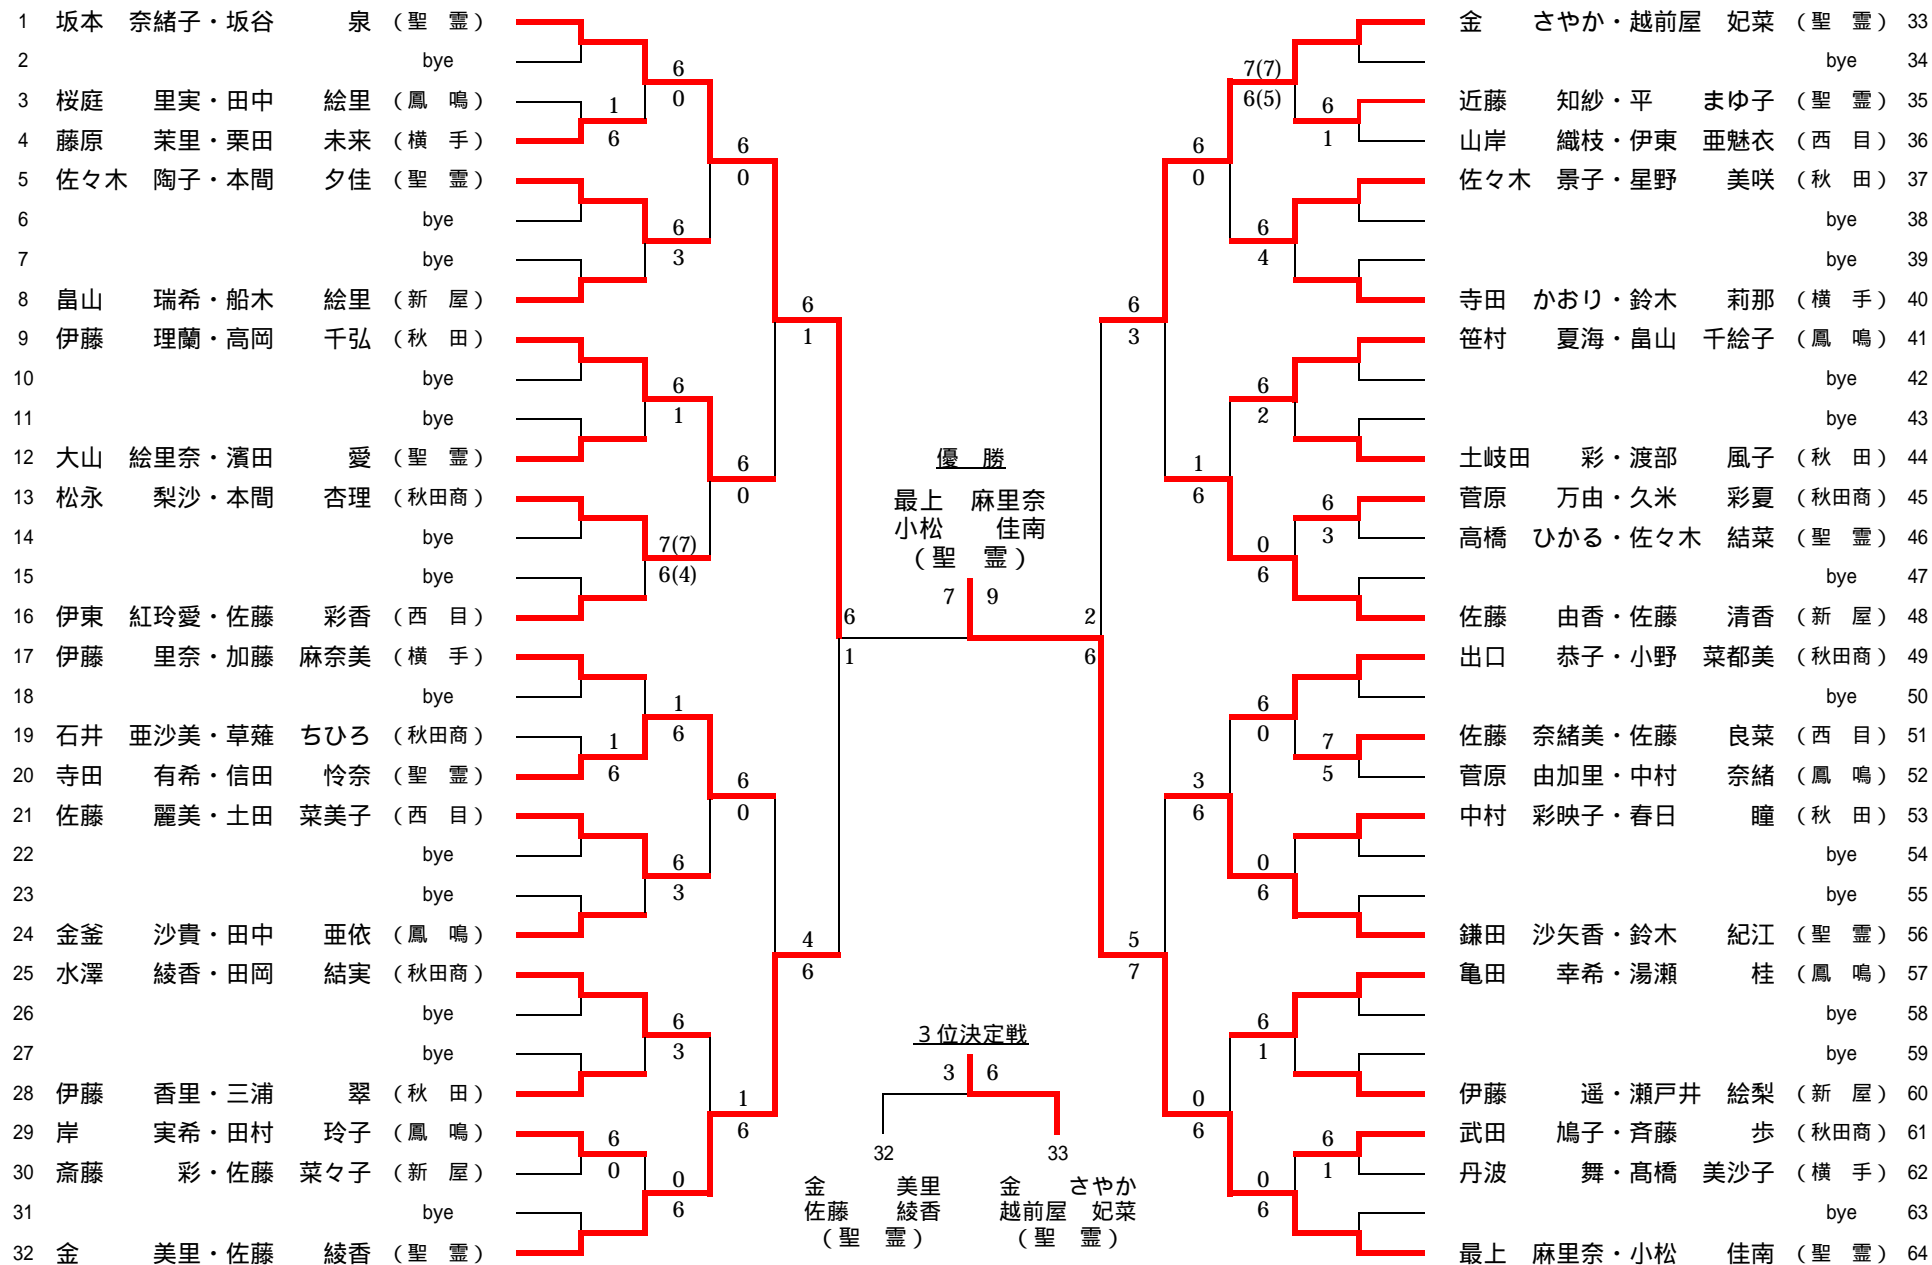 1 坂本 奈緒子・坂谷 泉 （聖 霊）
2 bye
3 桜庭 里実・田中 絵里 （鳳 鳴）
4 藤原 茉里・栗田 未来 （横 手）
5 佐々木 陶子・本間 夕佳 （聖 霊）
6 bye
7 bye
8 畠山 瑞希・船木 絵里 （新 屋）
9 伊藤 理蘭・高岡 千弘 （秋 田）
10 bye
11 bye
12 大山 絵里奈・濱田 愛 （聖 霊）
13 松永 梨沙・本間 杏理 （秋田商）
14 bye
15 bye
16 伊東 紅玲愛・佐藤 彩香 （西 目）
17 伊藤 里奈・加藤 麻奈美 （横 手）
18 bye
19 石井 亜沙美・草薙 ちひろ （秋田商）
20 寺田 有希・信田 怜奈 （聖 霊）
21 佐藤 麗美・土田 菜美子 （西 目）
22 bye
23 bye
24 金釜 沙貴・田中 亜依 （鳳 鳴）
25 水澤 綾香・田岡 結実 （秋田商）
26 bye
27 bye
28 伊藤 香里・三浦 翠 （秋 田）
29 岸 実希・田村 玲子 （鳳 鳴）
30 斎藤 彩・佐藤 菜々子 （新 屋）
31 bye
32 金 美里・佐藤 綾香 （聖 霊）
1
6
1
6
6
0
6
0
6
3
6
1
7(7)
6(4)
1
6
6
3
6
3
0
6
6
0
6
0
6
0
1
6
6
1
4
6
6
1
優 勝
最上 麻里奈
小松 佳南
（聖 霊）
7 9
3位決定戦
3 6
32 33
金 美里
佐藤 綾香
（聖 霊）
金 さやか
越前屋 妃菜
（聖 霊）
2
6
6
3
5
7
6
0
1
6
3
6
0
6
7(7)
6(5)
6
4
6
2
0
6
6
0
0
6
6
1
0
6
6
1
6
3
7
5
6
1
金 さやか・越前屋 妃菜 （聖 霊） 33
bye 34
近藤 知紗・平 まゆ子 （聖 霊） 35
山岸 織枝・伊東 亜魅衣 （西 目） 36
佐々木 景子・星野 美咲 （秋 田） 37
bye 38
bye 39
寺田 かおり・鈴木 莉那 （横 手） 40
笹村 夏海・畠山 千絵子 （鳳 鳴） 41
bye 42
bye 43
土岐田 彩・渡部 風子 （秋 田） 44
菅原 万由・久米 彩夏 （秋田商） 45
高橋 ひかる・佐々木 結菜 （聖 霊） 46
bye 47
佐藤 由香・佐藤 清香 （新 屋） 48
出口 恭子・小野 菜都美 （秋田商） 49
bye 50
佐藤 奈緒美・佐藤 良菜 （西 目） 51
菅原 由加里・中村 奈緒 （鳳 鳴） 52
中村 彩映子・春日 瞳 （秋 田） 53
bye 54
bye 55
鎌田 沙矢香・鈴木 紀江 （聖 霊） 56
亀田 幸希・湯瀬 桂 （鳳 鳴） 57
bye 58
bye 59
伊藤 遥・瀬戸井 絵梨 （新 屋） 60
武田 鳩子・斉藤 歩 （秋田商） 61
丹波 舞・髙橋 美沙子 （横 手） 62
bye 63
最上 麻里奈・小松 佳南 （聖 霊） 64